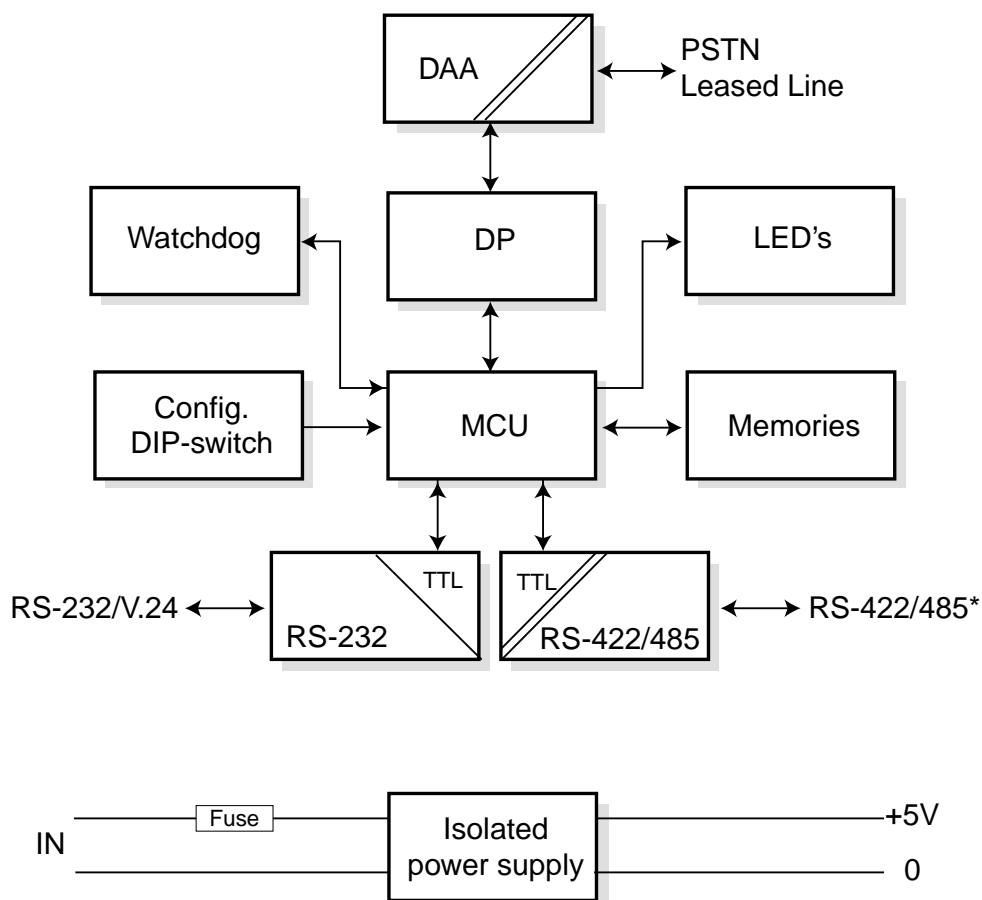 DAA
PSTN
Leased Line
Watchdog
DP
LED’s
Config.
DIP-switch
MCU
Memories
TTL
TTL
RS-232/V.24
RS-232
RS-422/485
RS-422/485*
IN
Fuse
Isolated
power supply
+5V
0